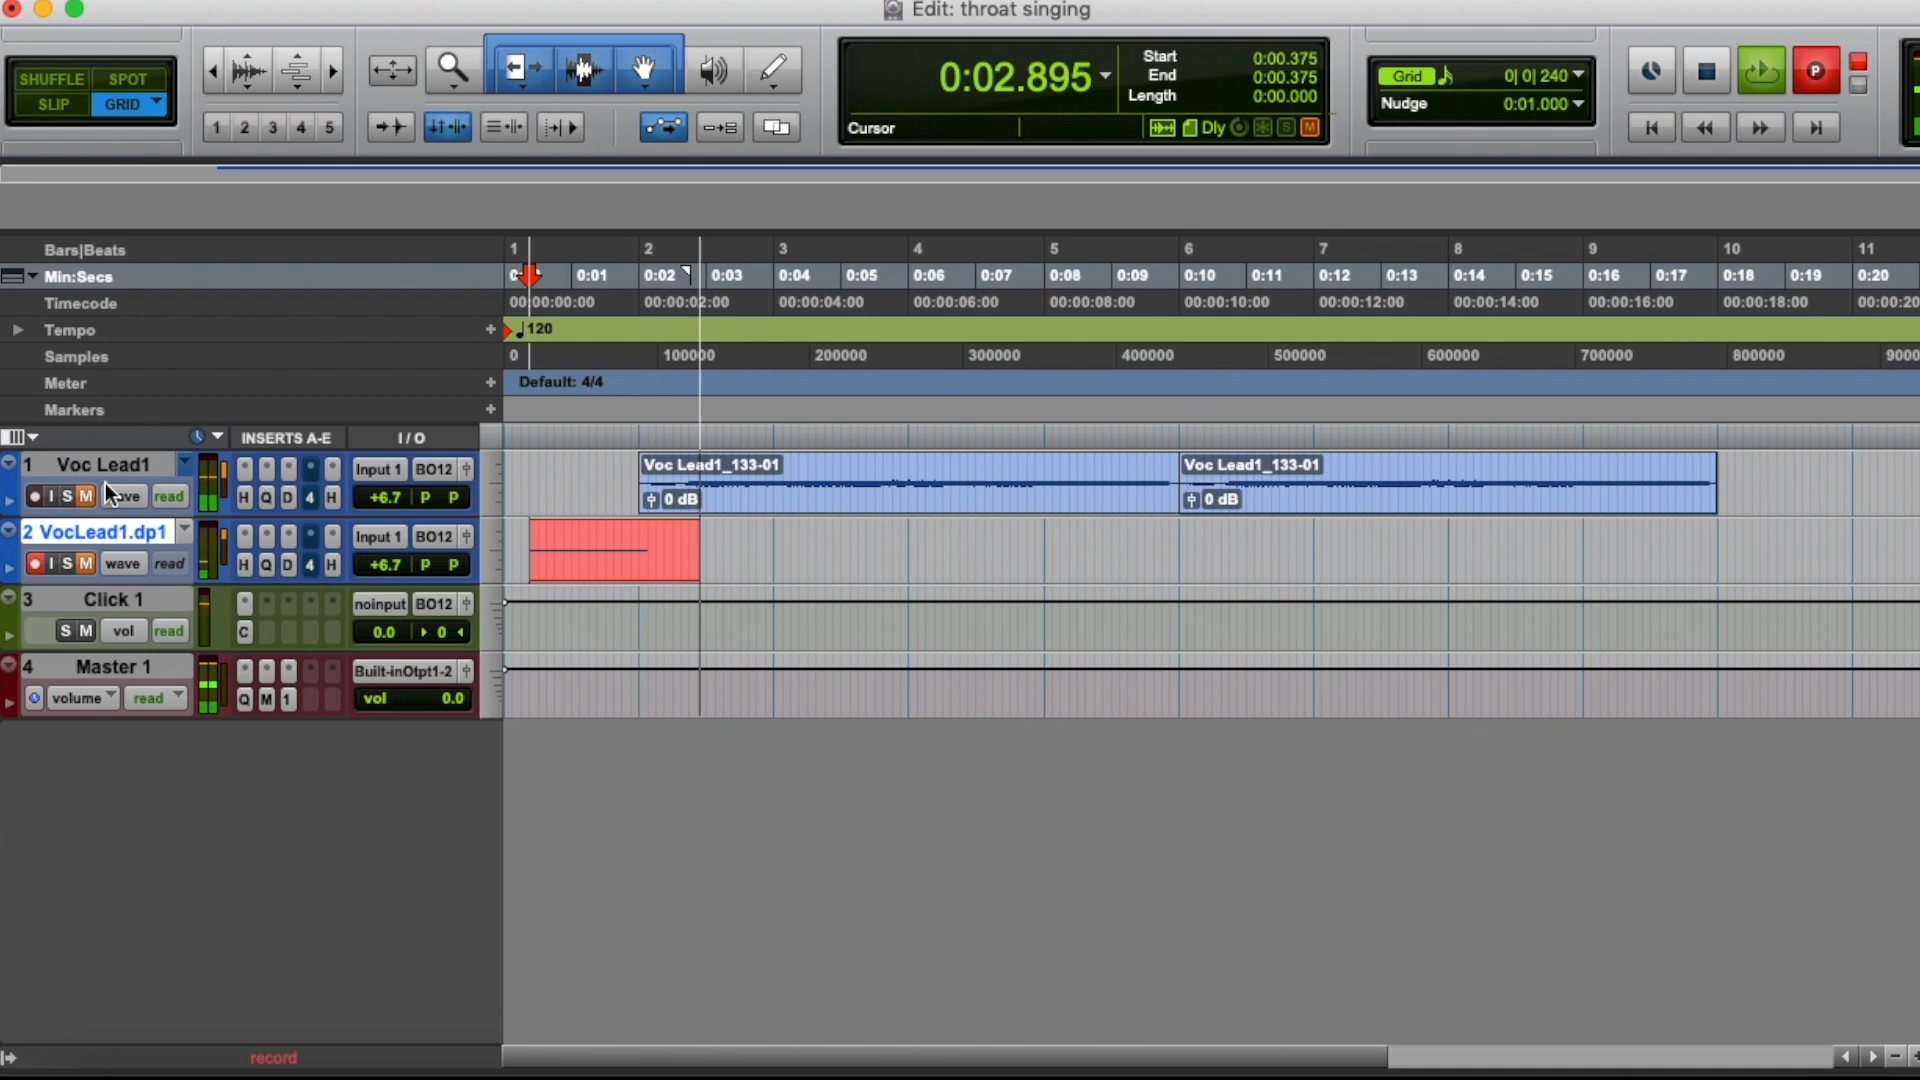 Edit: throat singing
SHUFFLE SPOT
SLIP GRID
1 2 3 4 5
0:02.895
Start 0:00.375
End 0:00.375
Length 0:00.000
Cursor
Dly S M
Grid 0| 0| 240
Nudge 0:01.000
P
Bars|Beats 1 2 3 4 5 6 7 8 9 10 11
Min:Secs 0:01 0:02 0:03 0:04 0:05 0:06 0:07 0:08 0:09 0:10 0:11 0:12 0:13 0:14 0:15 0:16 0:17 0:18 0:19 0:20
Timecode 00:00:00:00 00:00:02:00 00:00:04:00 00:00:06:00 00:00:08:00 00:00:10:00 00:00:12:00 00:00:14:00 00:00:16:00 00:00:18:00 00:00:20
Tempo + 120
Samples 0 100000 200000 300000 400000 500000 600000 700000 800000 9000
Meter + Default: 4/4
Markers +
INSERTS A-E I / O
1 Voc Lead1 Input 1 BO12 Voc Lead1_133-01 Voc Lead1_133-01
I S M read H Q D 4 H +6.7 P P 0 dB 0 dB
2 VocLead1.dp1 Input 1 BO12
I S M wave read H Q D 4 H +6.7 P P
3 Click 1 noinput BO12
S M vol read C 0.0 0
4 Master 1 Built-inOtpt1-2
volume read Q M 1 vol 0.0
record